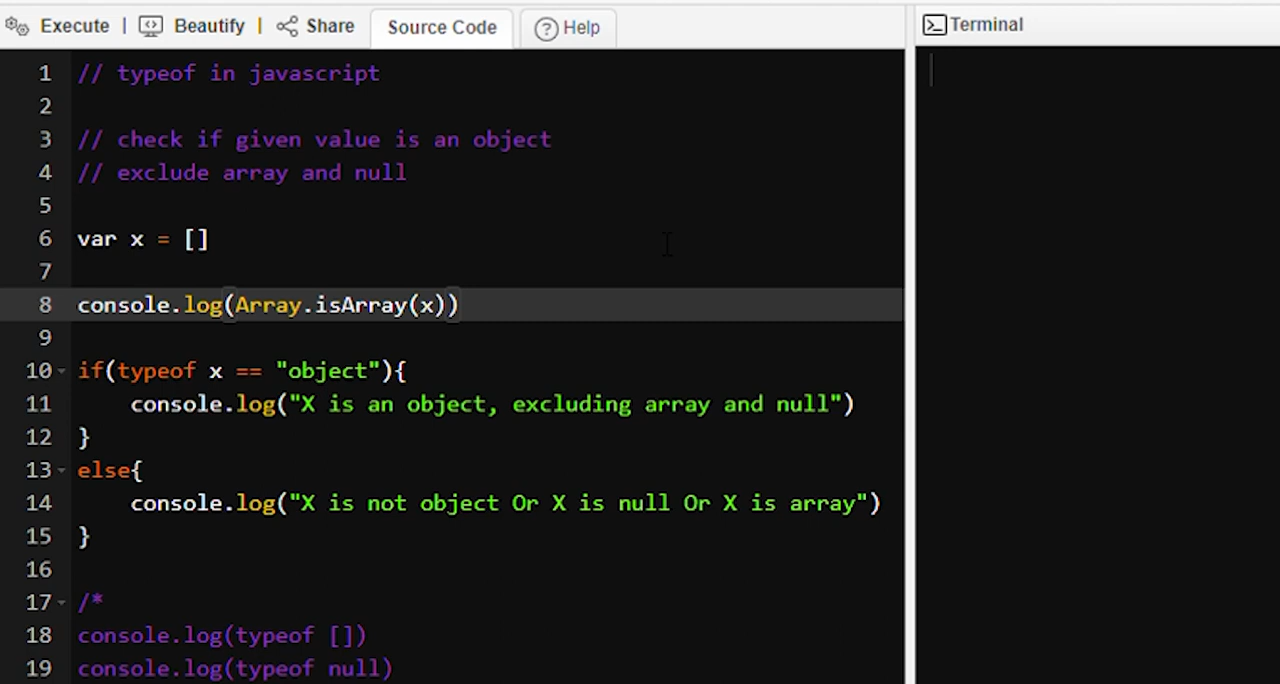 Execute | Beautify | Share Source Code Help
Terminal
1 // typeof in javascript
2
3 // check if given value is an object
4 // exclude array and null
5
6 var x = []
7
8 console.log(Array.isArray(x))
9
10 if(typeof x == "object"){
11 console.log("X is an object, excluding array and null")
12 }
13 else{
14 console.log("X is not object Or X is null Or X is array")
15 }
16
17 /*
18 console.log(typeof [])
19 console.log(typeof null)